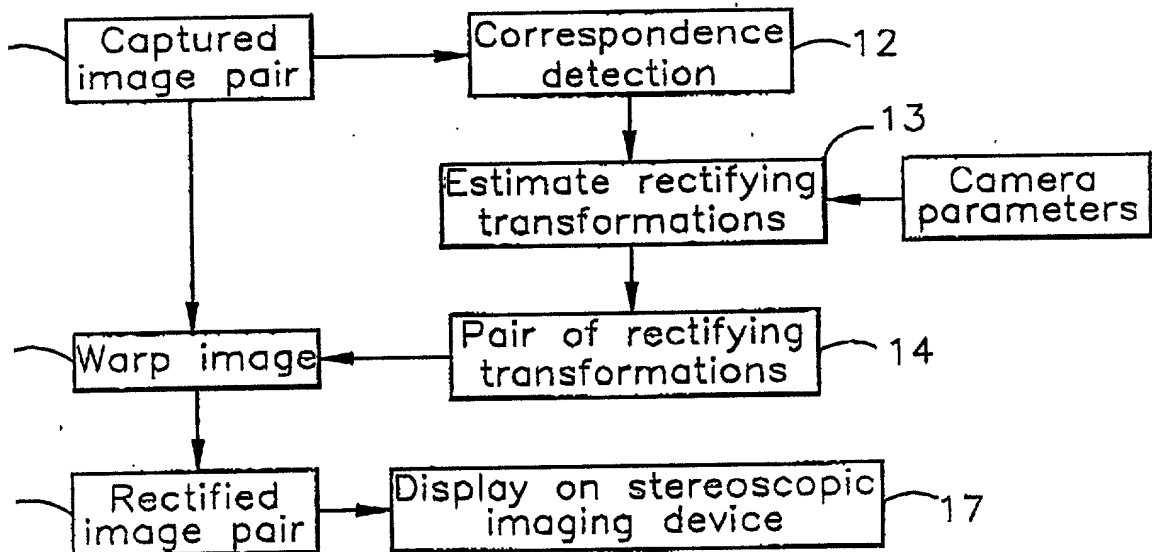 Captured
image pair
Correspondence
detection
12
13
Estimate rectifying
transformations
Camera
parameters
Warp image
Pair of rectifying
transformations
14
Rectified
image pair
Display on stereoscopic
imaging device
17